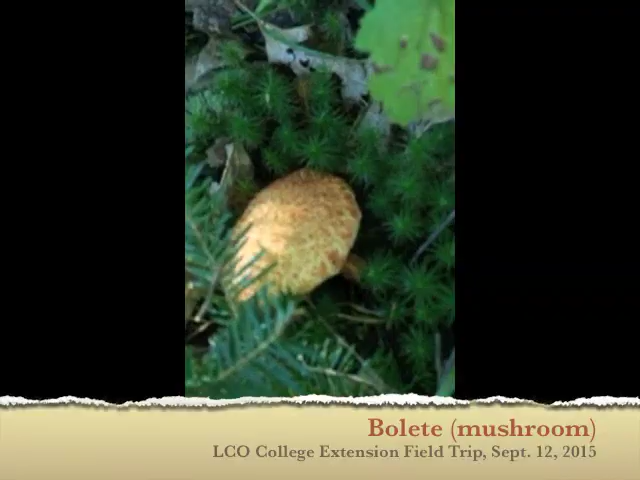 Bolete (mushroom)
LCO College Extension Field Trip, Sept. 12, 2015